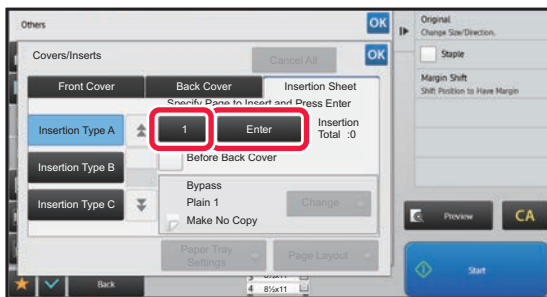 Others
OK
Covers/Inserts
Cancel All
OK
Front Cover
Back Cover
Insertion Sheet
Specify Page to Insert and Press Enter
Insertion Type A
1
Enter
Insertion
Total :0
Before Back Cover
Insertion Type B
Bypass
Plain 1
Change
Insertion Type C
Make No Copy
Paper Tray
Settings
Page Layout
Back
4 8½x11
Original
Change Size/Direction.
Staple
Margin Shift
Shift Position to Have Margin
Preview
CA
Start